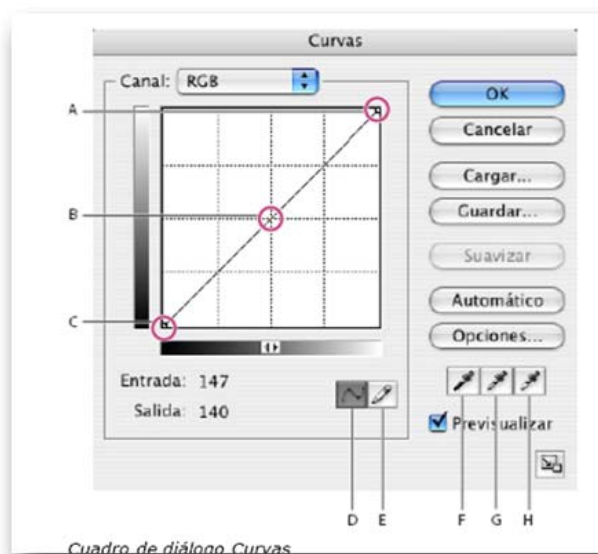 Curvas
Canal: RGB
A
B
C
Entrada: 147
Salida: 140
OK
Cancelar
Cargar...
Guardar...
Suavizar
Automático
Opciones...
Previsualizar
D E F G H
Cuadro de diálogo Curvas